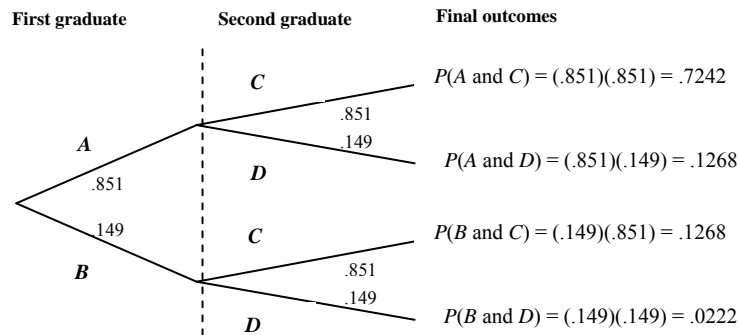 First graduate Second graduate Final outcomes
C P(A and C) = (.851)(.851) = .7242
.851
A .149
.851 D P(A and D) = (.851)(.149) = .1268
.149 C P(B and C) = (.149)(.851) = .1268
B .851
.149
D P(B and D) = (.149)(.149) = .0222